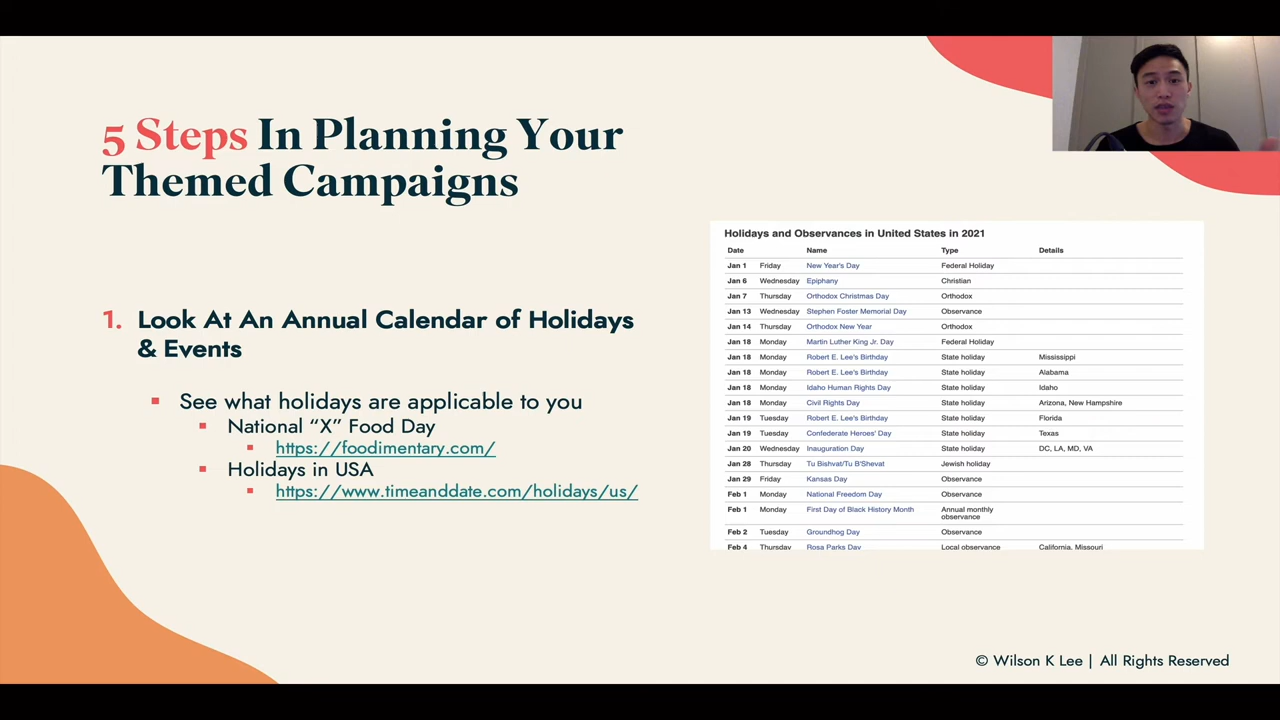 5 Steps In Planning Your
Themed Campaigns
1. Look At An Annual Calendar of Holidays
& Events
See what holidays are applicable to you
National “X” Food Day
https://foodimentary.com/
Holidays in USA
https://www.timeanddate.com/holidays/us/
Holidays and Observances in United States in 2021
Date Name Type Details
Jan 1 Friday New Year's Day Federal Holiday
Jan 6 Wednesday Epiphany Christian
Jan 7 Thursday Orthodox Christmas Day Orthodox
Jan 13 Wednesday Stephen Foster Memorial Day Observance
Jan 14 Thursday Orthodox New Year Orthodox
Jan 18 Monday Martin Luther King Jr. Day Federal Holiday
Jan 18 Monday Robert E. Lee's Birthday State holiday Mississippi
Jan 18 Monday Robert E. Lee's Birthday State holiday Alabama
Jan 18 Monday Idaho Human Rights Day State holiday Idaho
Jan 18 Monday Civil Rights Day State holiday Arizona, New Hampshire
Jan 19 Tuesday Robert E. Lee's Birthday State holiday Florida
Jan 19 Tuesday Confederate Heroes' Day State holiday Texas
Jan 20 Wednesday Inauguration Day State holiday DC, LA, MD, VA
Jan 28 Thursday Tu Bishvat/Tu B'Shevat Jewish holiday
Jan 29 Friday Kansas Day Observance
Feb 1 Monday National Freedom Day Observance
Feb 1 Monday First Day of Black History Month Annual monthly
observance
Feb 2 Tuesday Groundhog Day Observance
Feb 4 Thursday Rosa Parks Day Local observance California, Missouri
© Wilson K Lee | All Rights Reserved